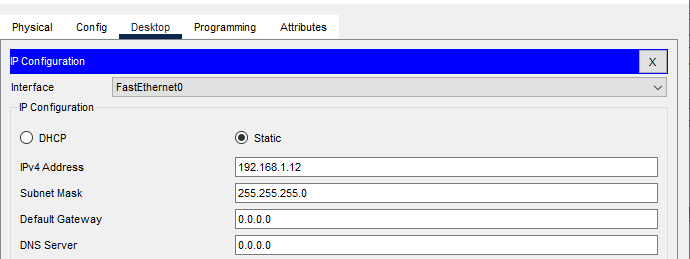 Physical Config Desktop Programming Attributes
IP Configuration X
Interface FastEthernet0
IP Configuration
DHCP Static
IPv4 Address 192.168.1.12
Subnet Mask 255.255.255.0
Default Gateway 0.0.0.0
DNS Server 0.0.0.0